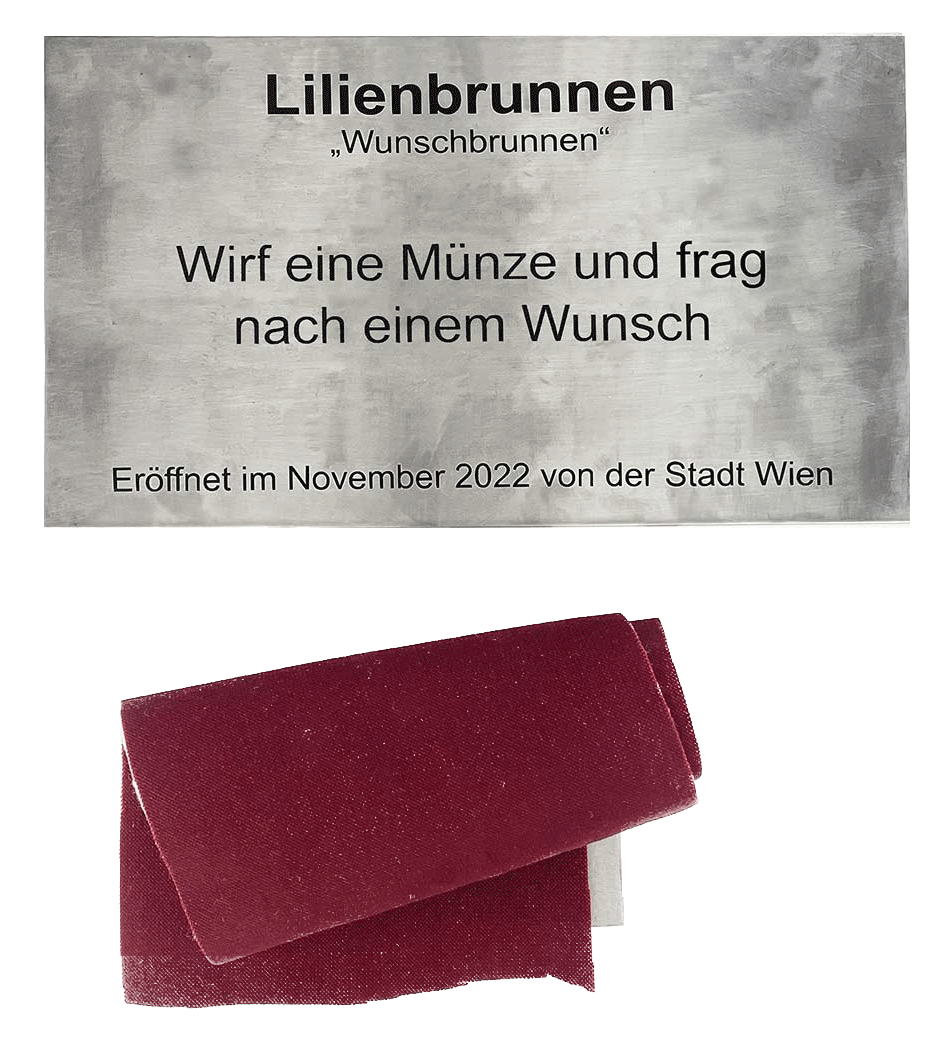 Lilienbrunnen
„Wunschbrunnen“
Wirf eine Münze und frag
nach einem Wunsch
Eröffnet im November 2022 von der Stadt Wien